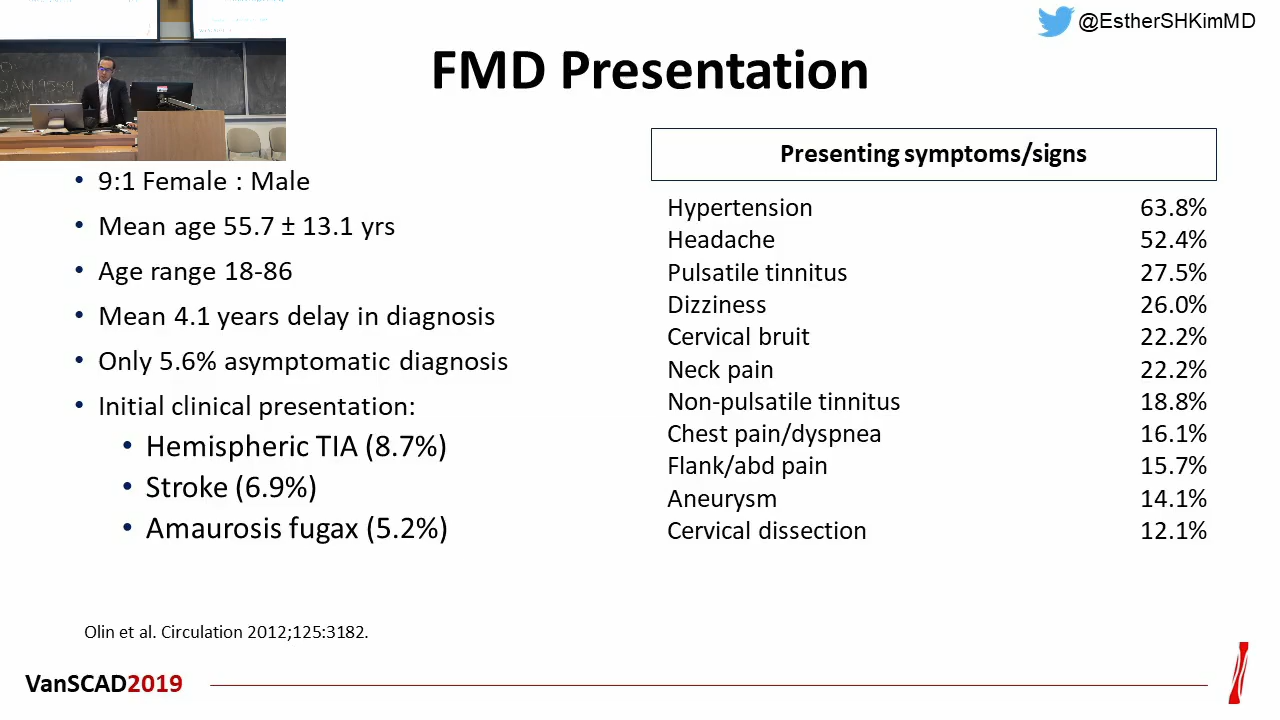 @EstherSHKimMD
FMD Presentation
• 9:1 Female : Male
• Mean age 55.7 ± 13.1 yrs
• Age range 18-86
• Mean 4.1 years delay in diagnosis
• Only 5.6% asymptomatic diagnosis
• Initial clinical presentation:
• Hemispheric TIA (8.7%)
• Stroke (6.9%)
• Amaurosis fugax (5.2%)
Presenting symptoms/signs
Hypertension 63.8%
Headache 52.4%
Pulsatile tinnitus 27.5%
Dizziness 26.0%
Cervical bruit 22.2%
Neck pain 22.2%
Non-pulsatile tinnitus 18.8%
Chest pain/dyspnea 16.1%
Flank/abd pain 15.7%
Aneurysm 14.1%
Cervical dissection 12.1%
Olin et al. Circulation 2012;125:3182.
VanSCAD2019